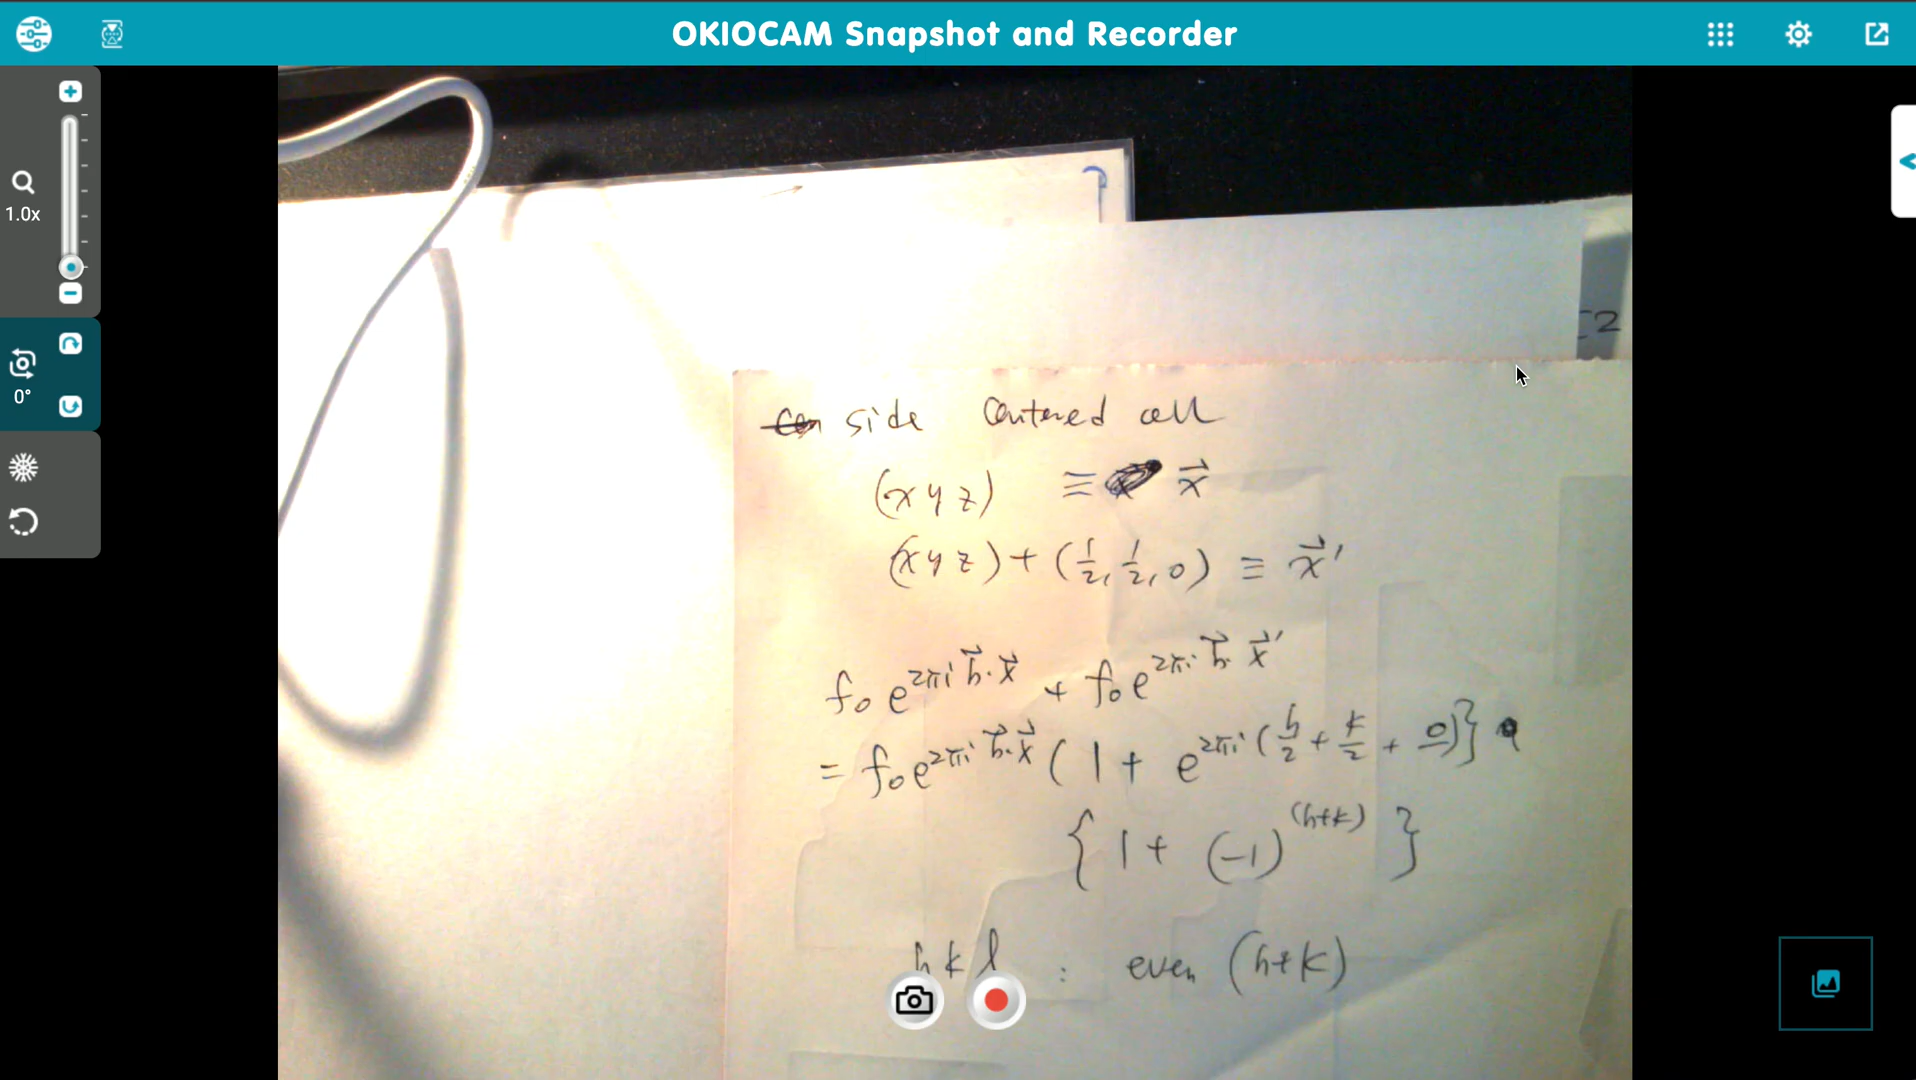 OKIOCAM Snapshot and Recorder
1.0x
0°
C2
side Centered cell
(x y z) ≡ x⃗
(x y z) + (1/2, 1/2, 0) ≡ x⃗'
f₀ e^{2πi h⃗·x⃗} + f₀ e^{2πi h⃗·x⃗'}
= f₀ e^{2πi h⃗·x⃗} ( 1 + e^{2πi (h/2 + k/2 + 0)} }
{ 1 + (-1)^{(h+k)} }
h k l : even (h+k)